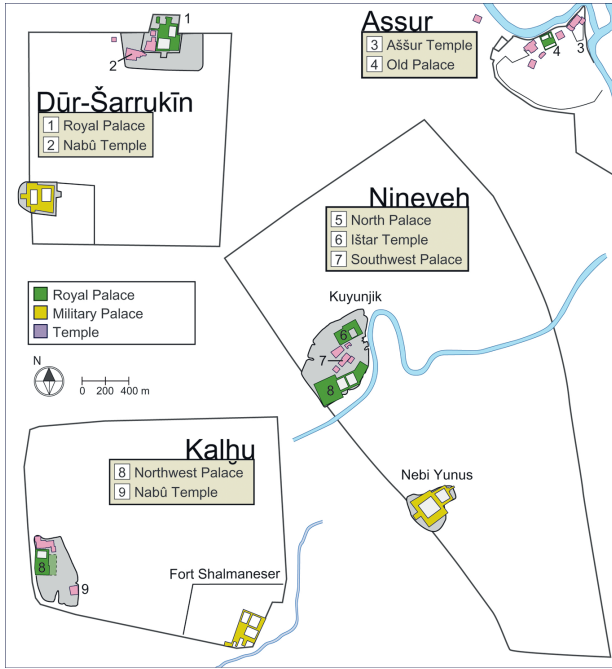 1
2
Dūr-Šarrukīn
1 Royal Palace
2 Nabû Temple
Assur
3 Aššur Temple
4 Old Palace
4
3
Nineveh
5 North Palace
6 Ištar Temple
7 Southwest Palace
Kuyunjik
6
7
8
Nebi Yunus
Royal Palace
Military Palace
Temple
N
0 200 400 m
Kalḫu
8 Northwest Palace
9 Nabû Temple
8
9
Fort Shalmaneser